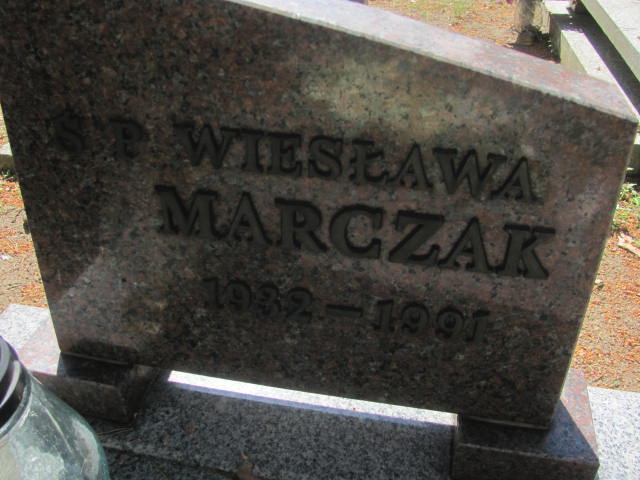 Ś P. WIESŁAWA
MARCZAK
1932 – 1991